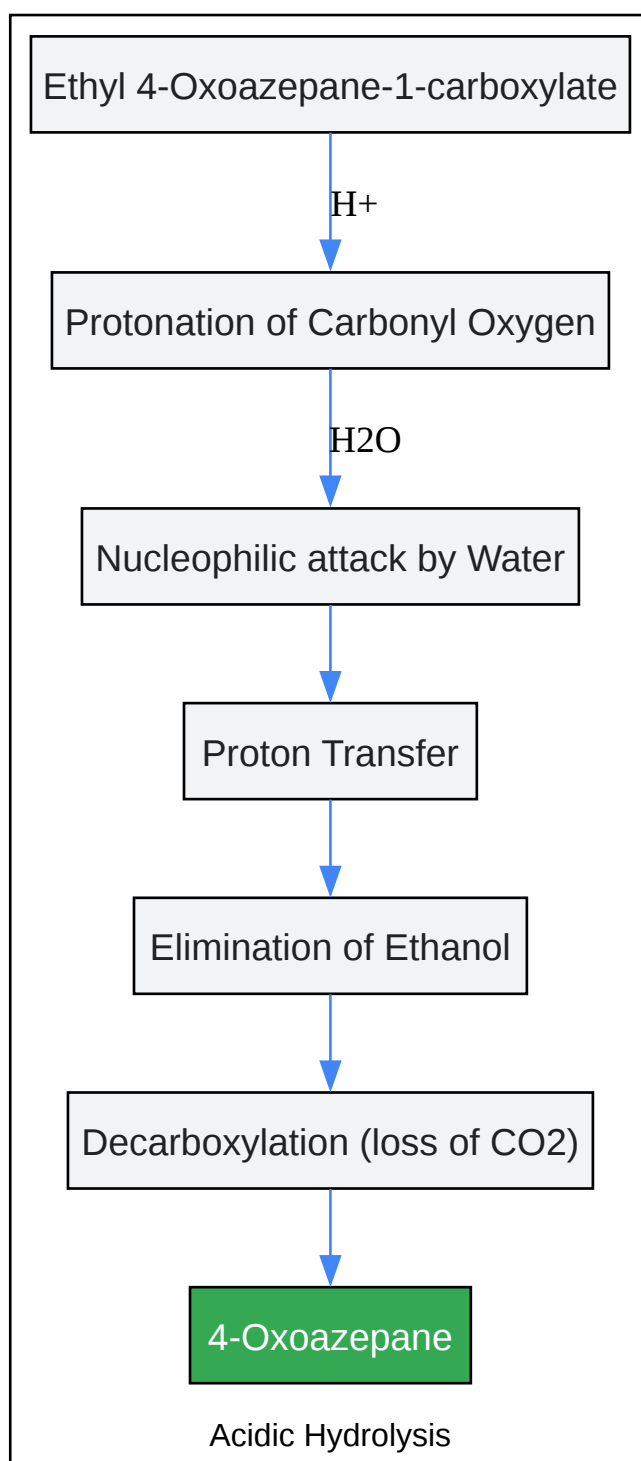 Ethyl 4-Oxoazepane-1-carboxylate
H+
Protonation of Carbonyl Oxygen
H2O
Nucleophilic attack by Water
Proton Transfer
Elimination of Ethanol
Decarboxylation (loss of CO2)
4-Oxoazepane
Acidic Hydrolysis